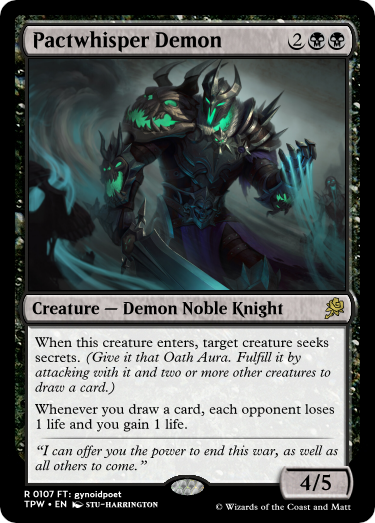 Pactwhisper Demon 2
Creature — Demon Noble Knight
When this creature enters, target creature seeks
secrets. (Give it that Oath Aura. Fulfill it by
attacking with it and two or more other creatures to
draw a card.)
Whenever you draw a card, each opponent loses
1 life and you gain 1 life.
“I can offer you the power to end this war, as well as
all others to come.”
4/5
R 0107 FT: gynoidpoet
TPW • EN STU-HARRINGTON
© Wizards of the Coast and Matt